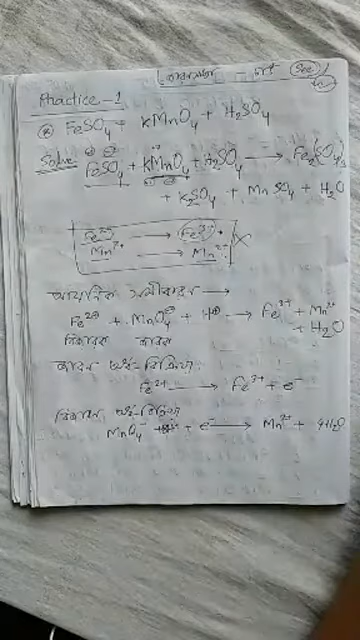 Practice-1
FeSO4 + KMnO4 + H2SO4
Solve: FeSO4 + KMnO4 + H2SO4 → Fe2(SO4)3
+ K2SO4 + MnSO4 + H2O
Fe2+ → Fe3+
Mn7+ → Mn2+
আয়নিক সমীকরণ →
Fe2+ + MnO4⊖ + H⊕ → Fe3+ + Mn2+
+ H2O
বিজারক জারক
জারণ অর্ধ-বিক্রিয়া:
Fe2+ → Fe3+ + e-
বিজারণ অর্ধ-বিক্রিয়া
MnO4- + e- → Mn2+ + 4H2O